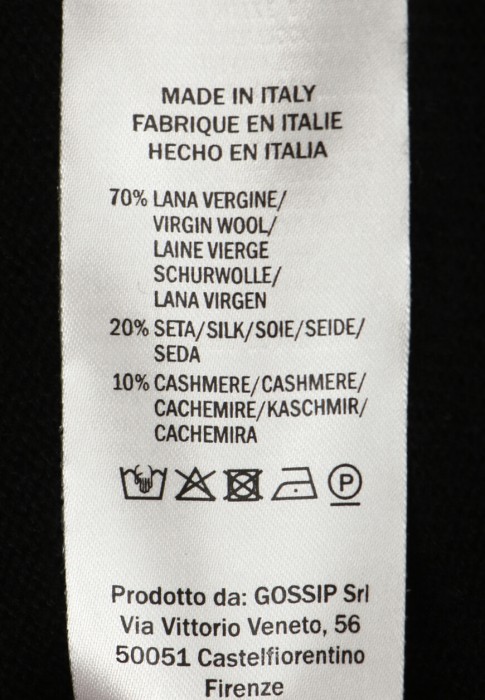 MADE IN ITALY
FABRIQUE EN ITALIE
HECHO EN ITALIA
70% LANA VERGINE/
VIRGIN WOOL/
LAINE VIERGE
SCHURWOLLE/
LANA VIRGEN
20% SETA/SILK/SOIE/SEIDE/
SEDA
10% CASHMERE/CASHMERE/
CACHEMIRE/KASCHMIR/
CACHEMIRA
P
Prodotto da: GOSSIP Srl
Via Vittorio Veneto, 56
50051 Castelfiorentino
Firenze